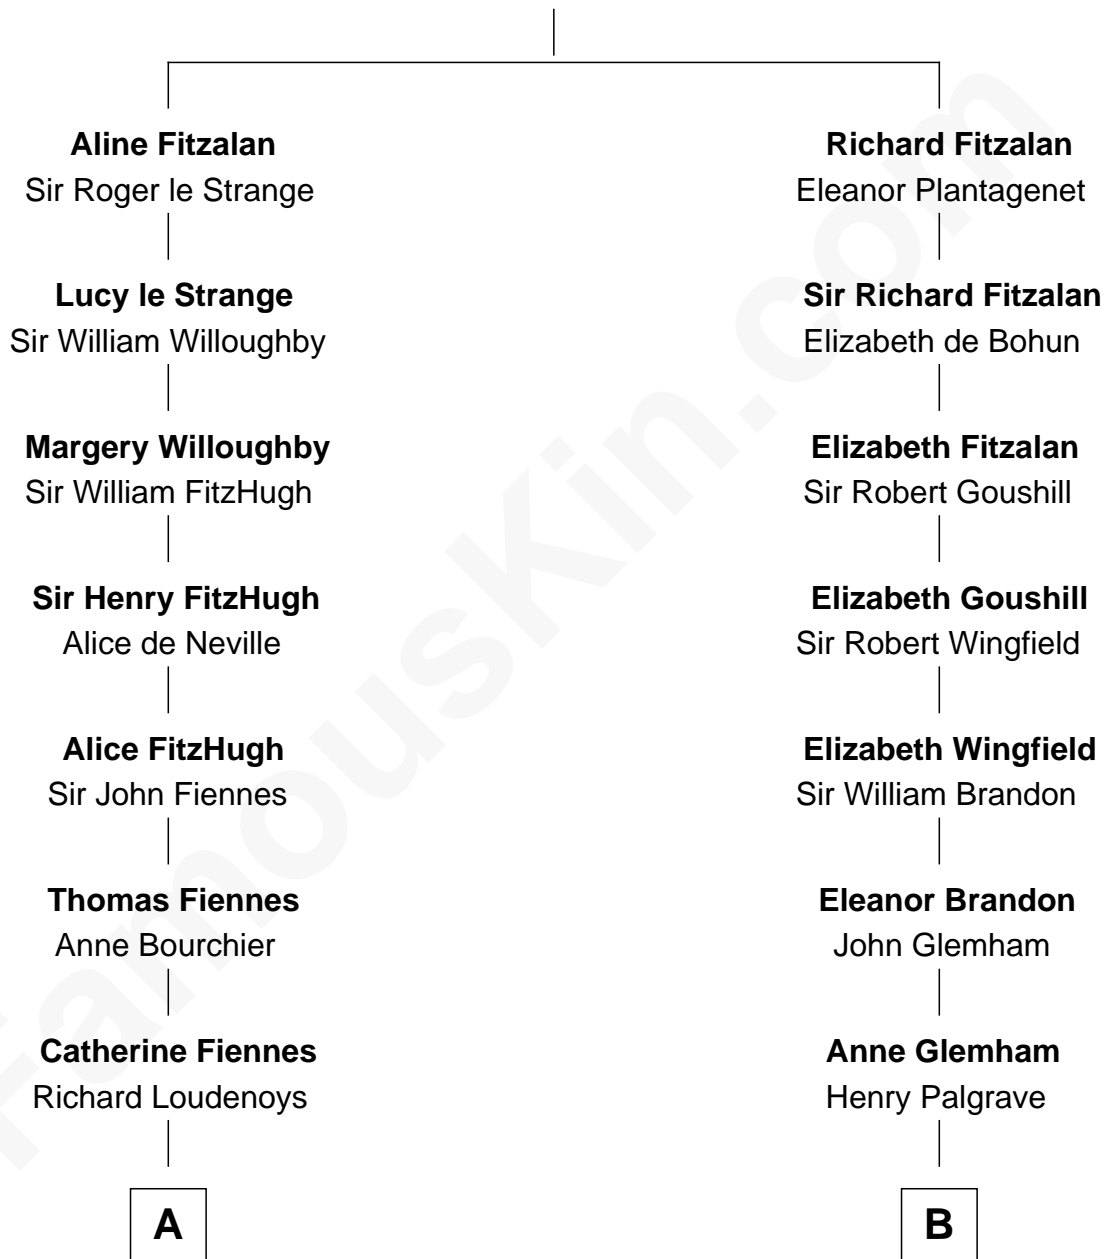 Aline Fitzalan
Sir Roger le Strange
Lucy le Strange
Sir William Willoughby
Margery Willoughby
Sir William FitzHugh
Sir Henry FitzHugh
Alice de Neville
Alice FitzHugh
Sir John Fiennes
Thomas Fiennes
Anne Bourchier
Catherine Fiennes
Richard Loudenoys
A
Richard Fitzalan
Eleanor Plantagenet
Sir Richard Fitzalan
Elizabeth de Bohun
Elizabeth Fitzalan
Sir Robert Goushill
Elizabeth Goushill
Sir Robert Wingfield
Elizabeth Wingfield
Sir William Brandon
Eleanor Brandon
John Glemham
Anne Glemham
Henry Palgrave
B
FamousKin.com